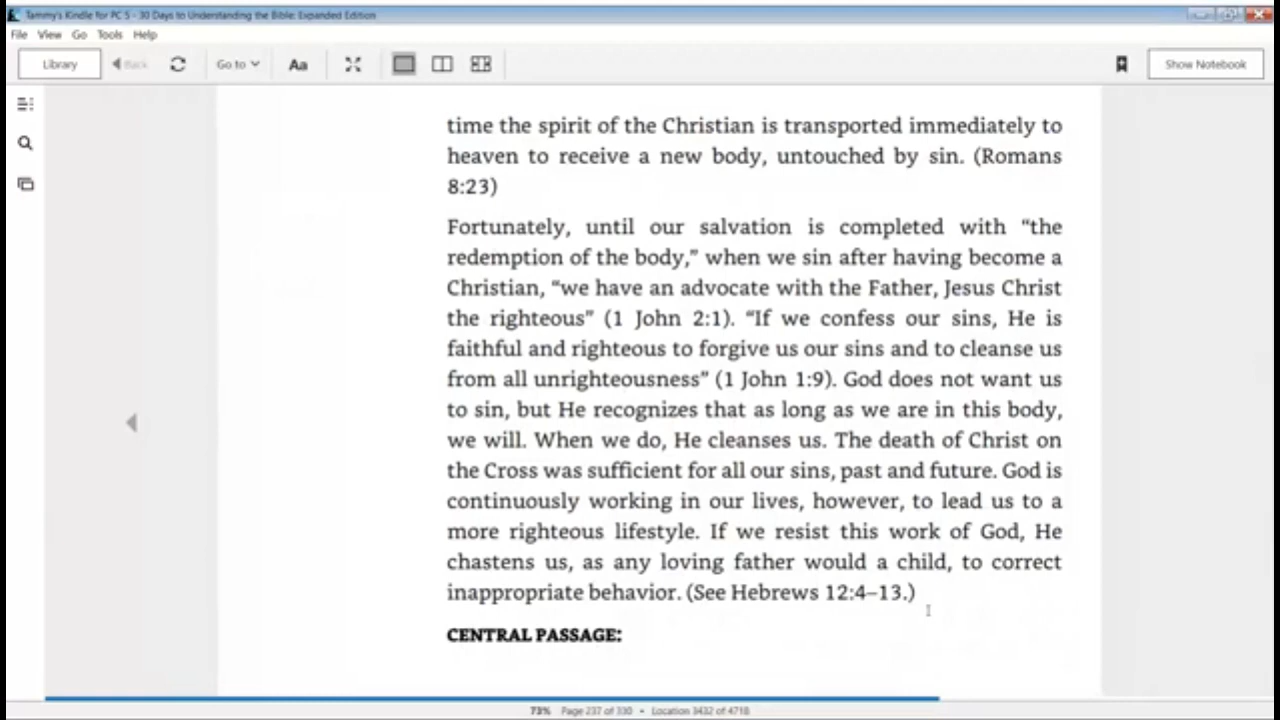 Tammy's Kindle for PC 5 - 30 Days to Understanding the Bible: Expanded Edition
File View Go Tools Help
Library Back Go to Aa Show Notebook
time the spirit of the Christian is transported immediately to
heaven to receive a new body, untouched by sin. (Romans
8:23)
Fortunately, until our salvation is completed with “the
redemption of the body,” when we sin after having become a
Christian, “we have an advocate with the Father, Jesus Christ
the righteous” (1 John 2:1). “If we confess our sins, He is
faithful and righteous to forgive us our sins and to cleanse us
from all unrighteousness” (1 John 1:9). God does not want us
to sin, but He recognizes that as long as we are in this body,
we will. When we do, He cleanses us. The death of Christ on
the Cross was sufficient for all our sins, past and future. God is
continuously working in our lives, however, to lead us to a
more righteous lifestyle. If we resist this work of God, He
chastens us, as any loving father would a child, to correct
inappropriate behavior. (See Hebrews 12:4–13.)
CENTRAL PASSAGE:
73% Page 237 of 330 • Location 3432 of 4718